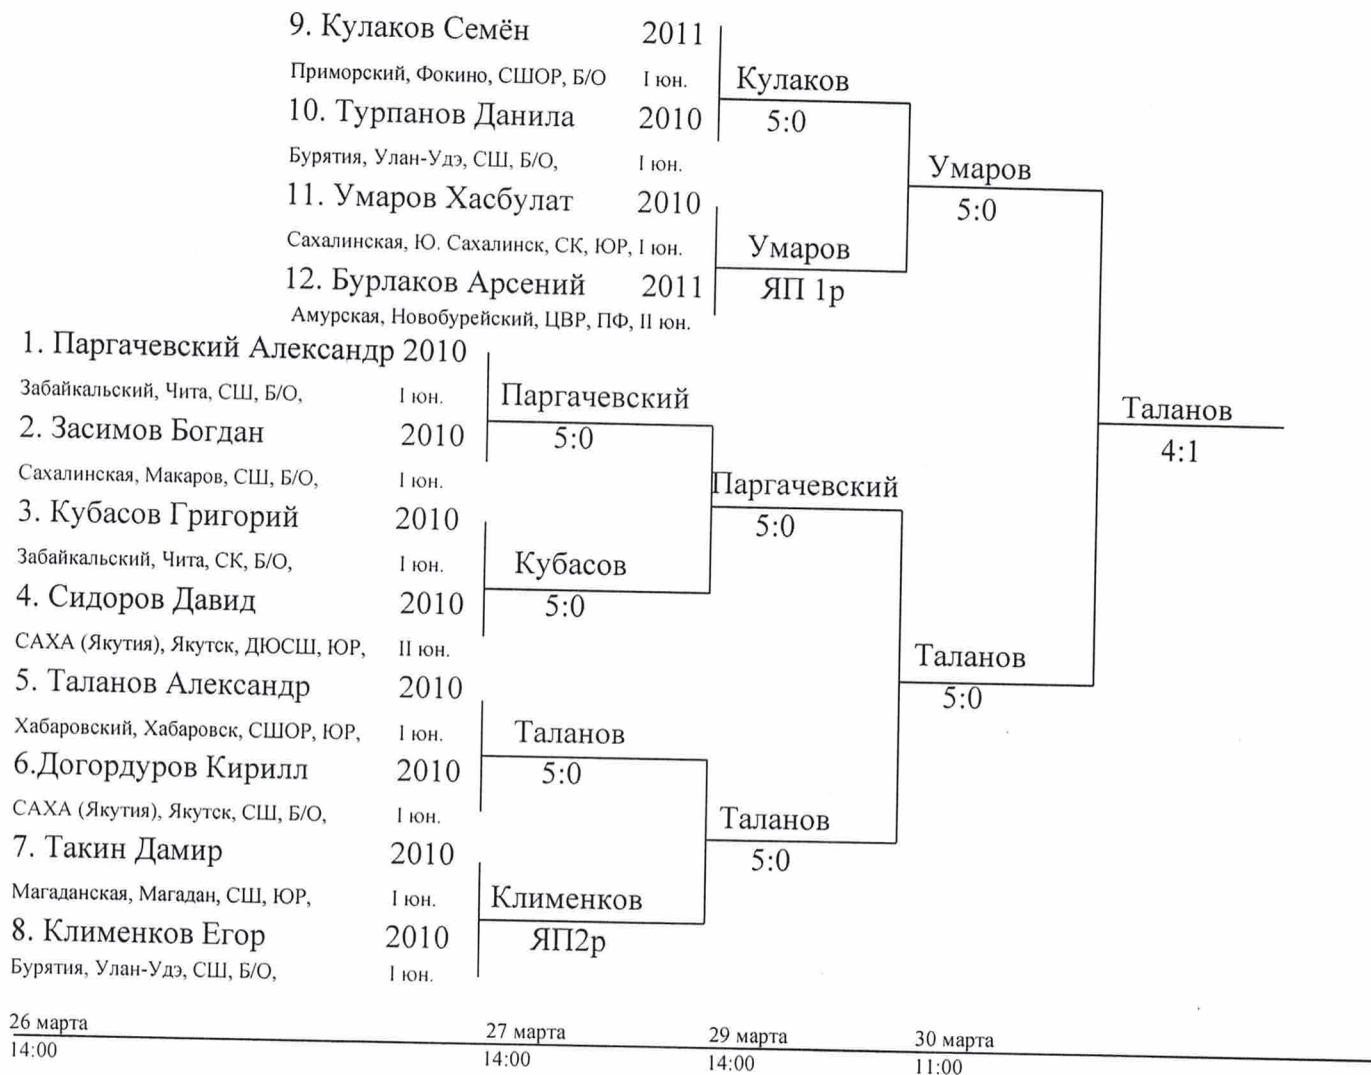 9. Кулаков Семён 2011
Приморский, Фокино, СШОР, Б/О I юн.
Кулаков
5:0
10. Турпанов Данила 2010
Бурятия, Улан-Удэ, СШ, Б/О, I юн.
Умаров
5:0
11. Умаров Хасбулат 2010
Сахалинская, Ю. Сахалинск, СК, ЮР, I юн.
Умаров
ЯП 1р
12. Бурлаков Арсений 2011
Амурская, Новобурейский, ЦВР, ПФ, II юн.
1. Паргачевский Александр 2010
Забайкальский, Чита, СШ, Б/О, I юн.
Паргачевский
5:0
Таланов
4:1
2. Засимов Богдан 2010
Сахалинская, Макаров, СШ, Б/О, I юн.
Паргачевский
5:0
3. Кубасов Григорий 2010
Забайкальский, Чита, СК, Б/О, I юн.
Кубасов
5:0
4. Сидоров Давид 2010
САХА (Якутия), Якутск, ДЮСШ, ЮР, II юн.
Таланов
5:0
5. Таланов Александр 2010
Хабаровский, Хабаровск, СШОР, ЮР, I юн.
Таланов
5:0
6.Догордуров Кирилл 2010
САХА (Якутия), Якутск, СШ, Б/О, I юн.
Таланов
5:0
7. Такин Дамир 2010
Магаданская, Магадан, СШ, ЮР, I юн.
Клименков
ЯП2р
8. Клименков Егор 2010
Бурятия, Улан-Удэ, СШ, Б/О, I юн.
26 марта 27 марта 29 марта 30 марта
14:00 14:00 14:00 11:00